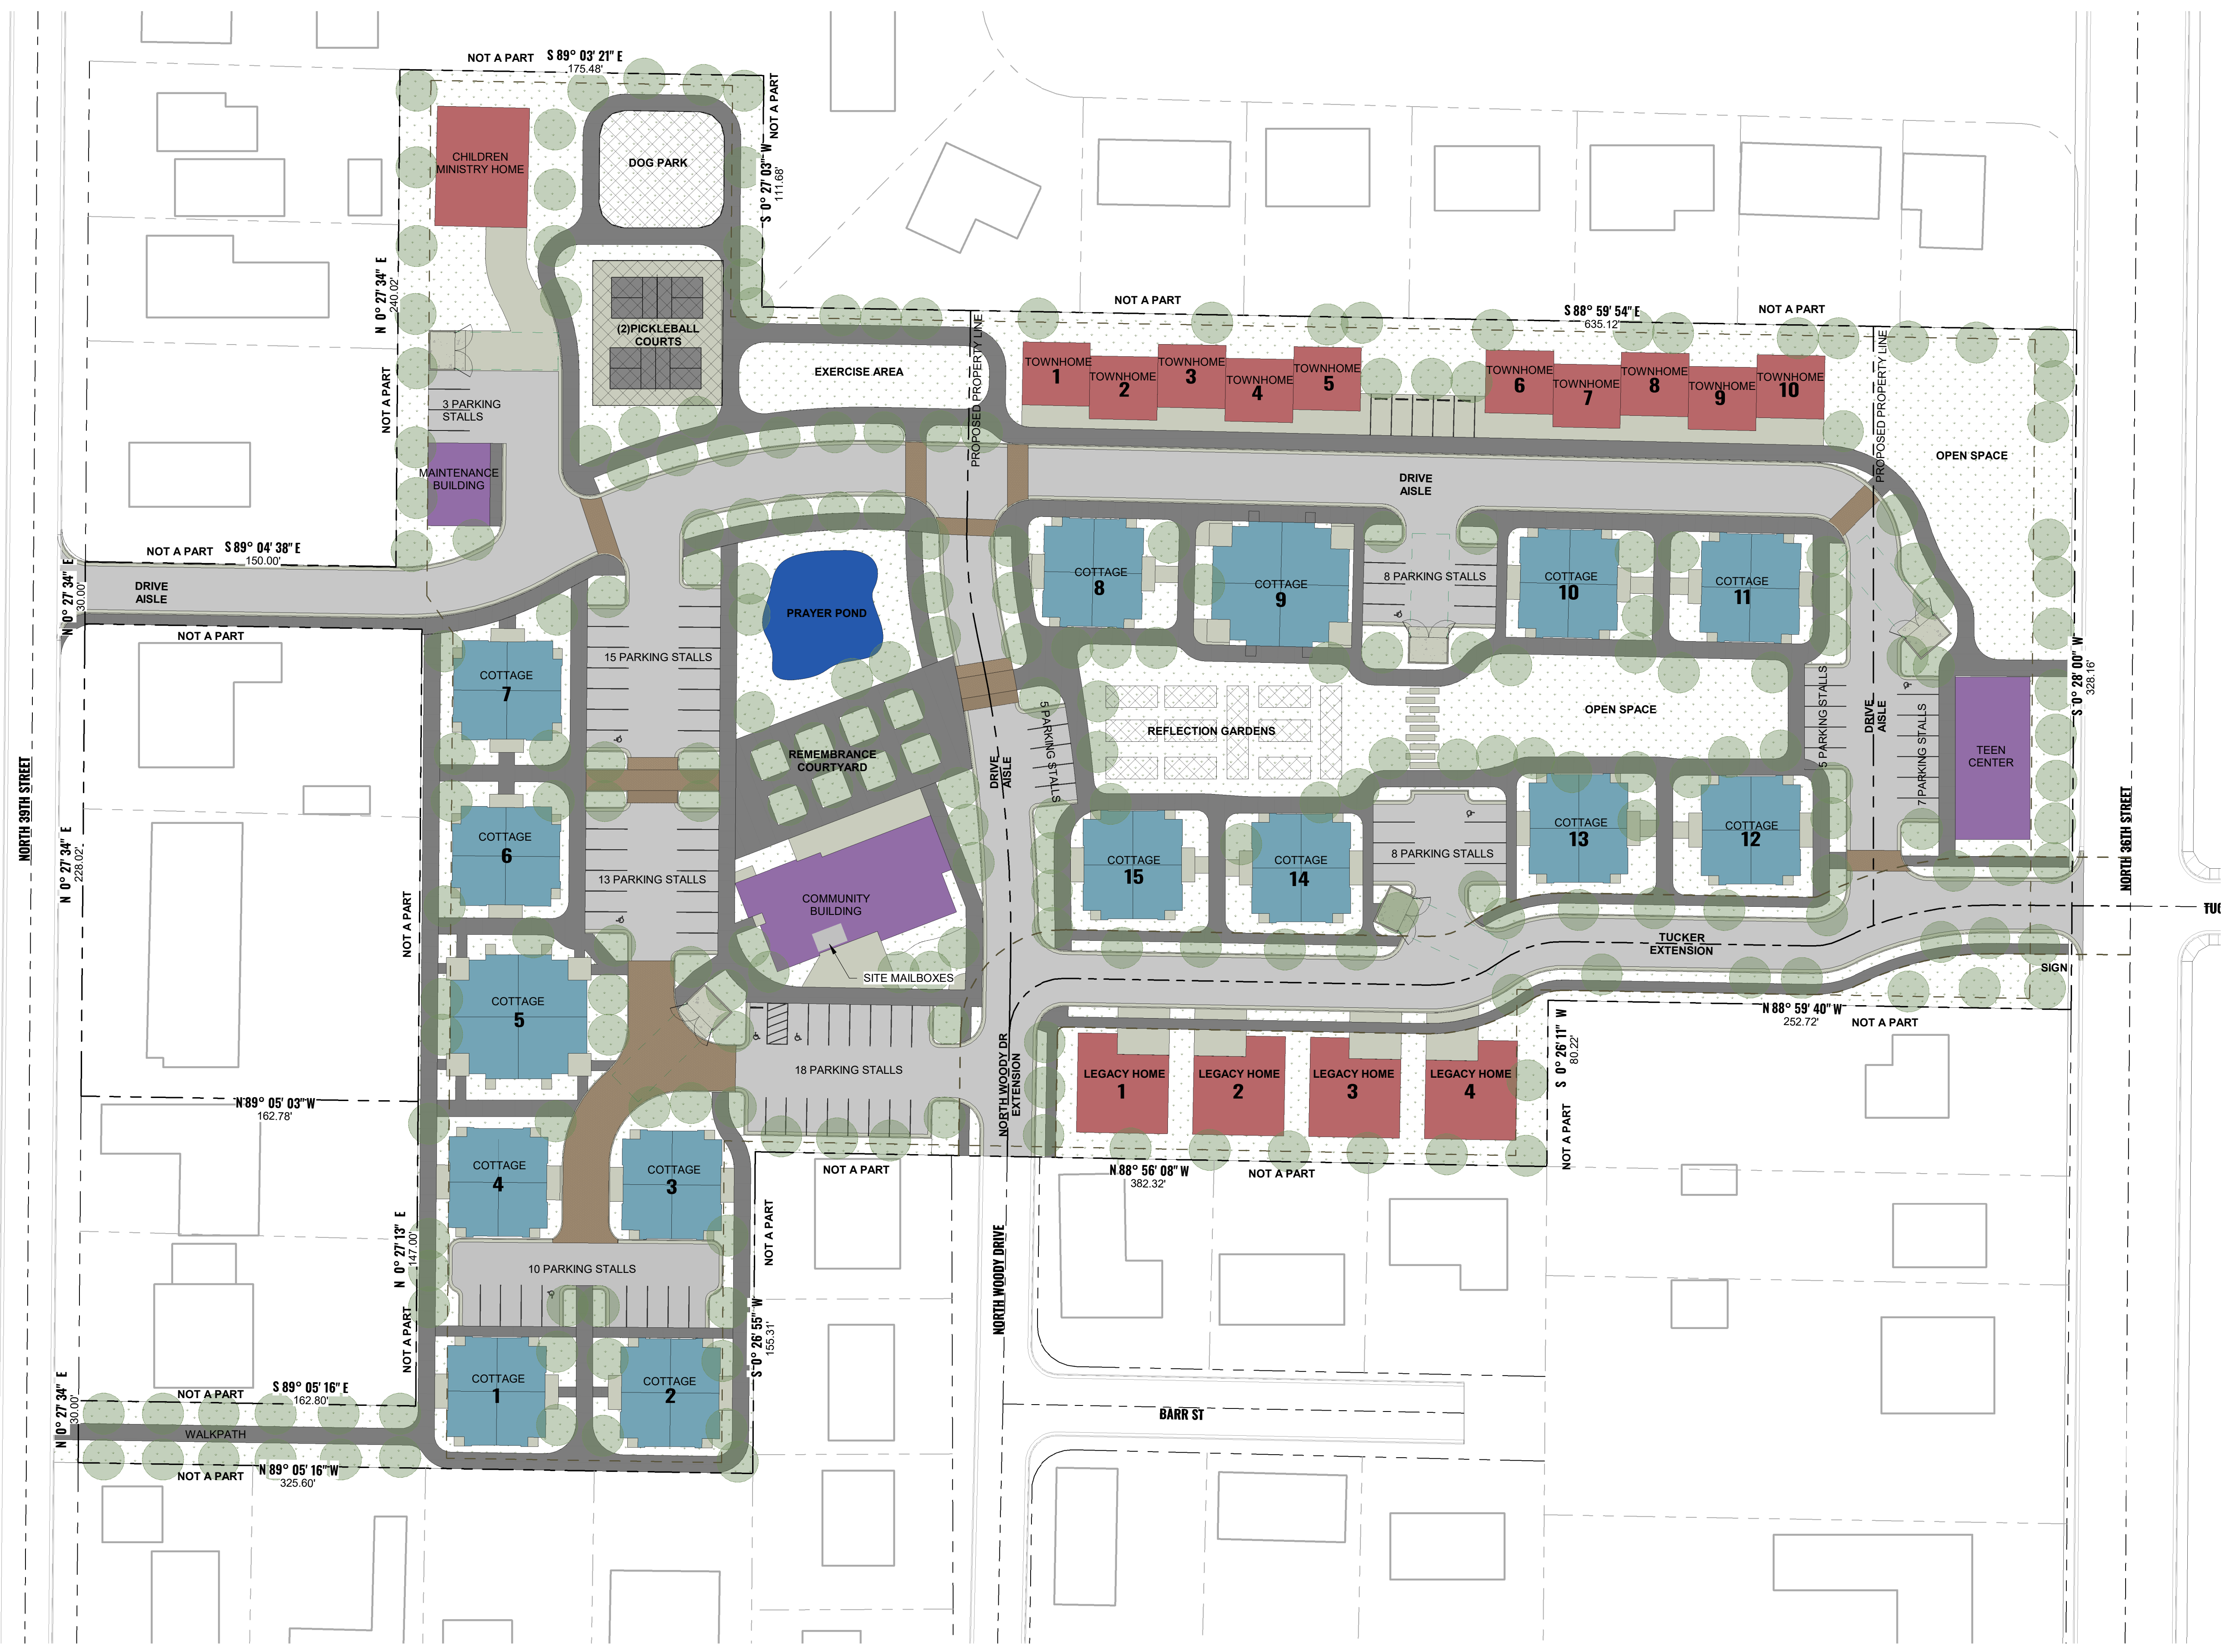 NOT A PART
S 89° 03' 21" E
175.48'
NOT A PART
S 0° 27' 03" W
111.68'
CHILDREN
MINISTRY HOME
DOG PARK
N 0° 27' 34" E
240.02'
(2)PICKLEBALL
COURTS
EXERCISE AREA
PROPOSED PROPERTY LINE
NOT A PART
S 88° 59' 54" E
635.12'
NOT A PART
PROPOSED PROPERTY LINE
TOWNHOME
1
TOWNHOME
2
TOWNHOME
3
TOWNHOME
4
TOWNHOME
5
TOWNHOME
6
TOWNHOME
7
TOWNHOME
8
TOWNHOME
9
TOWNHOME
10
NOT A PART
3 PARKING
STALLS
MAINTENANCE
BUILDING
OPEN SPACE
DRIVE
AISLE
NOT A PART
S 89° 04' 38" E
150.00'
N 0° 27' 34" E
30.00'
DRIVE
AISLE
NOT A PART
PRAYER POND
COTTAGE
8
COTTAGE
9
8 PARKING STALLS
COTTAGE
10
COTTAGE
11
COTTAGE
7
15 PARKING STALLS
5 PARKING STALLS
REFLECTION GARDENS
OPEN SPACE
5 PARKING STALLS
DRIVE
AISLE
7 PARKING STALLS
TEEN
CENTER
S 0° 28' 00" W
328.16'
REMEMBRANCE
COURTYARD
DRIVE
AISLE
NORTH 39TH STREET
N 0° 27' 34" E
228.02'
NORTH 36TH STREET
COTTAGE
6
13 PARKING STALLS
COMMUNITY
BUILDING
COTTAGE
15
COTTAGE
14
8 PARKING STALLS
COTTAGE
13
COTTAGE
12
NOT A PART
SITE MAILBOXES
TUCKER
EXTENSION
SIGN
COTTAGE
5
18 PARKING STALLS
NORTH WOODY DR
EXTENSION
LEGACY HOME
1
LEGACY HOME
2
LEGACY HOME
3
LEGACY HOME
4
S 0° 26' 11" W
80.22'
N 88° 59' 40" W
252.72'
NOT A PART
N 89° 05' 03" W
162.78'
NOT A PART
COTTAGE
4
COTTAGE
3
NOT A PART
N 88° 56' 08" W
382.32'
NOT A PART
N 0° 27' 13" E
147.00'
NOT A PART
10 PARKING STALLS
NORTH WOODY DRIVE
NOT A PART
S 0° 26' 55" W
155.31'
COTTAGE
1
COTTAGE
2
N 0° 27' 34" E
30.00'
NOT A PART
S 89° 05' 16" E
162.80'
WALKPATH
NOT A PART
N 89° 05' 16" W
325.60'
BARR ST